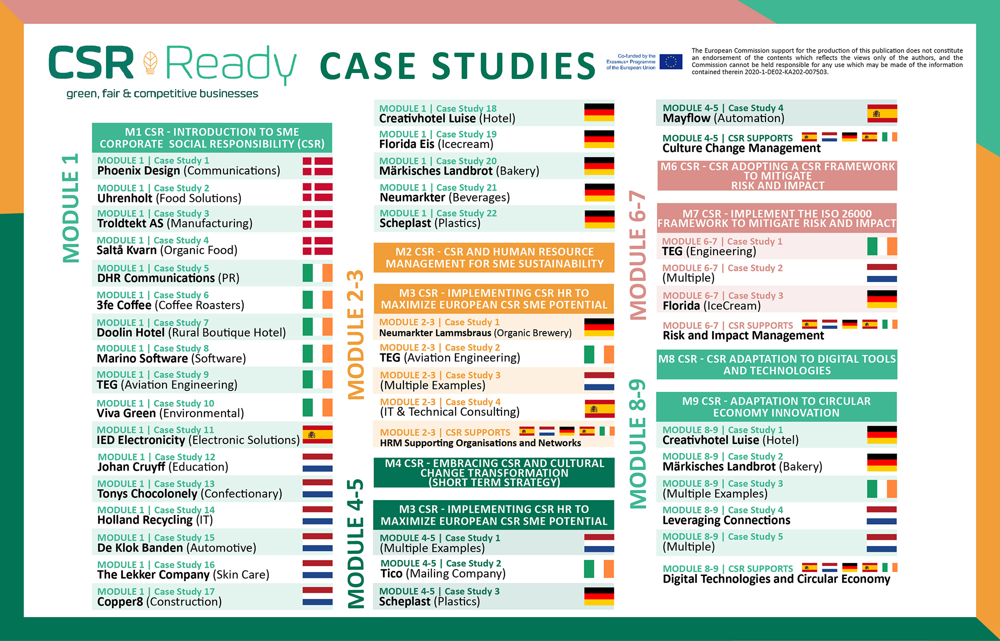 CSR Ready
green, fair & competitive businesses
CASE STUDIES
Co-funded by the
Erasmus+ Programme
of the European Union
The European Commission support for the production of this publication does not constitute
an endorsement of the contents which reflects the views only of the authors, and the
Commission cannot be held responsible for any use which may be made of the information
contained therein 2020-1-DE02-KA202-007503.
MODULE 1
M1 CSR - INTRODUCTION TO SME
CORPORATE SOCIAL RESPONSIBILITY (CSR)
MODULE 1 | Case Study 1
Phoenix Design (Communications)
MODULE 1 | Case Study 2
Uhrenholt (Food Solutions)
MODULE 1 | Case Study 3
Troldtekt AS (Manufacturing)
MODULE 1 | Case Study 4
Saltå Kvarn (Organic Food)
MODULE 1 | Case Study 5
DHR Communications (PR)
MODULE 1 | Case Study 6
3fe Coffee (Coffee Roasters)
MODULE 1 | Case Study 7
Doolin Hotel (Rural Boutique Hotel)
MODULE 1 | Case Study 8
Marino Software (Software)
MODULE 1 | Case Study 9
TEG (Aviation Engineering)
MODULE 1 | Case Study 10
Viva Green (Environmental)
MODULE 1 | Case Study 11
IED Electronicity (Electronic Solutions)
MODULE 1 | Case Study 12
Johan Cruyff (Education)
MODULE 1 | Case Study 13
Tonys Chocolonely (Confectionary)
MODULE 1 | Case Study 14
Holland Recycling (IT)
MODULE 1 | Case Study 15
De Klok Banden (Automotive)
MODULE 1 | Case Study 16
The Lekker Company (Skin Care)
MODULE 1 | Case Study 17
Copper8 (Construction)
MODULE 1 | Case Study 18
Creativhotel Luise (Hotel)
MODULE 1 | Case Study 19
Florida Eis (Icecream)
MODULE 1 | Case Study 20
Märkisches Landbrot (Bakery)
MODULE 1 | Case Study 21
Neumarkter (Beverages)
MODULE 1 | Case Study 22
Scheplast (Plastics)
MODULE 2-3
M2 CSR - CSR AND HUMAN RESOURCE
MANAGEMENT FOR SME SUSTAINABILITY
M3 CSR - IMPLEMENTING CSR HR TO
MAXIMIZE EUROPEAN CSR SME POTENTIAL
MODULE 2-3 | Case Study 1
Neumarkter Lammsbraus (Organic Brewery)
MODULE 2-3 | Case Study 2
TEG (Aviation Engineering)
MODULE 2-3 | Case Study 3
(Multiple Examples)
MODULE 2-3 | Case Study 4
(IT & Technical Consulting)
MODULE 2-3 | CSR SUPPORTS
HRM Supporting Organisations and Networks
MODULE 4-5
M4 CSR - EMBRACING CSR AND CULTURAL
CHANGE TRANSFORMATION
(SHORT TERM STRATEGY)
M3 CSR - IMPLEMENTING CSR HR TO
MAXIMIZE EUROPEAN CSR SME POTENTIAL
MODULE 4-5 | Case Study 1
(Multiple Examples)
MODULE 4-5 | Case Study 2
Tico (Mailing Company)
MODULE 4-5 | Case Study 3
Scheplast (Plastics)
MODULE 4-5 | Case Study 4
Mayflow (Automation)
MODULE 4-5 | CSR SUPPORTS
Culture Change Management
MODULE 6-7
M6 CSR - CSR ADOPTING A CSR FRAMEWORK
TO MITIGATE
RISK AND IMPACT
M7 CSR - IMPLEMENT THE ISO 26000
FRAMEWORK TO MITIGATE RISK AND IMPACT
MODULE 6-7 | Case Study 1
TEG (Engineering)
MODULE 6-7 | Case Study 2
(Multiple)
MODULE 6-7 | Case Study 3
Florida (IceCream)
MODULE 6-7 | CSR SUPPORTS
Risk and Impact Management
MODULE 8-9
M8 CSR - CSR ADAPTATION TO DIGITAL TOOLS
AND TECHNOLOGIES
M9 CSR - ADAPTATION TO CIRCULAR
ECONOMY INNOVATION
MODULE 8-9 | Case Study 1
Creativhotel Luise (Hotel)
MODULE 8-9 | Case Study 2
Märkisches Landbrot (Bakery)
MODULE 8-9 | Case Study 3
(Multiple Examples)
MODULE 8-9 | Case Study 4
Leveraging Connections
MODULE 8-9 | Case Study 5
(Multiple)
MODULE 8-9 | CSR SUPPORTS
Digital Technologies and Circular Economy